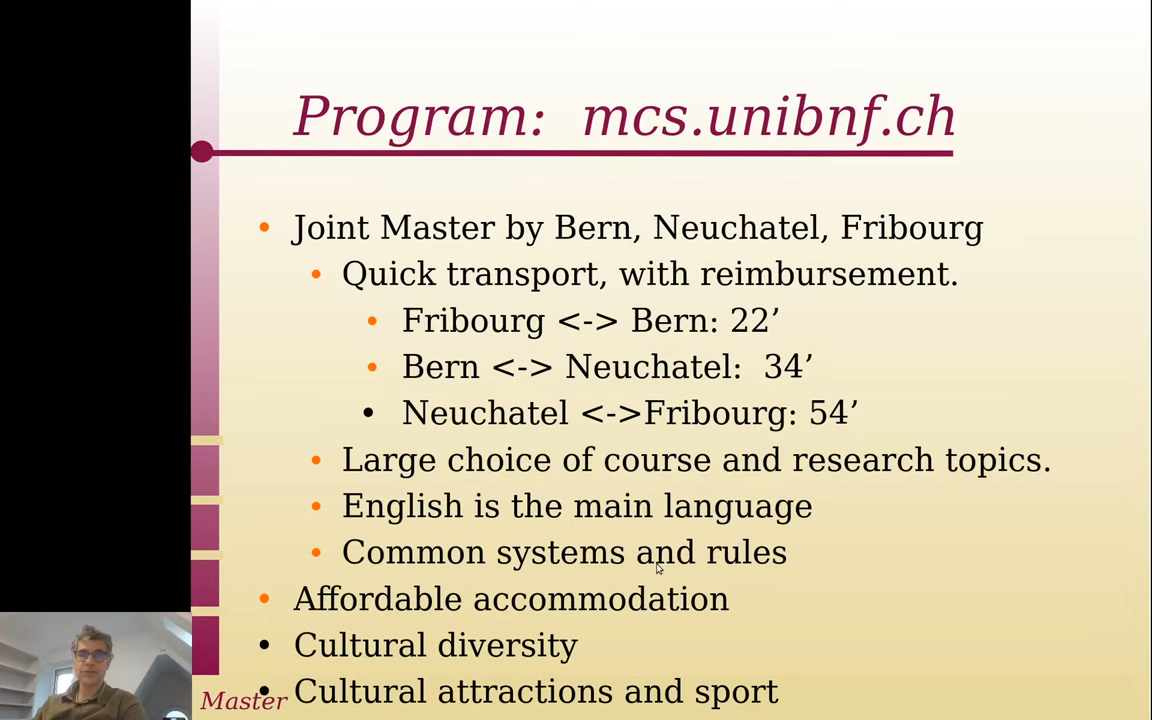 Program: mcs.unibnf.ch
• Joint Master by Bern, Neuchatel, Fribourg
• Quick transport, with reimbursement.
• Fribourg <-> Bern: 22’
• Bern <-> Neuchatel: 34’
• Neuchatel <->Fribourg: 54’
• Large choice of course and research topics.
• English is the main language
• Common systems and rules
• Affordable accommodation
• Cultural diversity
• Cultural attractions and sport
Master